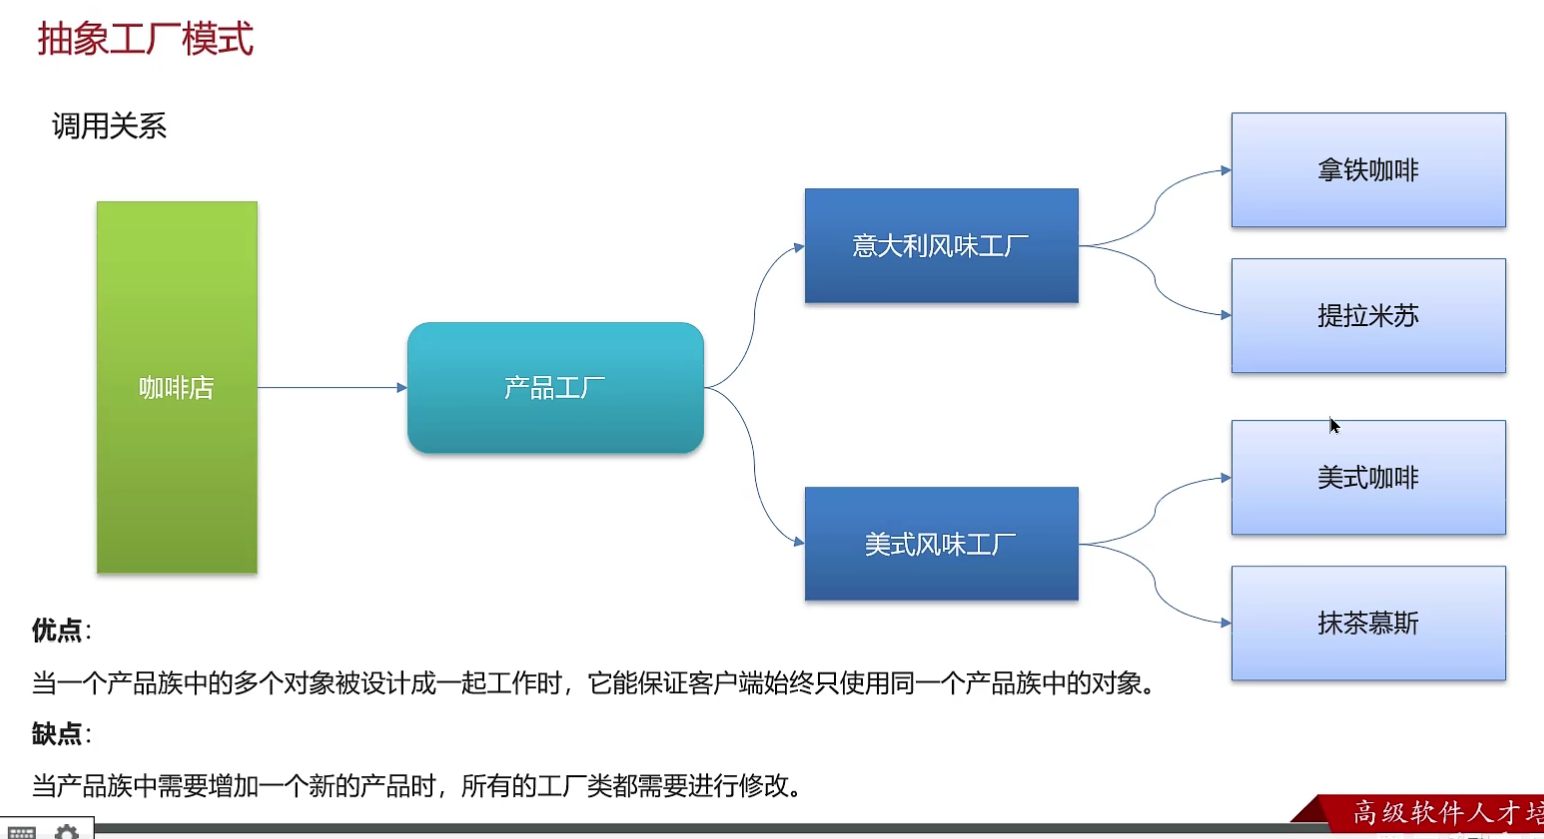 抽象工厂模式
调用关系
咖啡店
产品工厂
意大利风味工厂
美式风味工厂
拿铁咖啡
提拉米苏
美式咖啡
抹茶慕斯
优点：
当一个产品族中的多个对象被设计成一起工作时，它能保证客户端始终只使用同一个产品族中的对象。
缺点：
当产品族中需要增加一个新的产品时，所有的工厂类都需要进行修改。
高级软件人才培